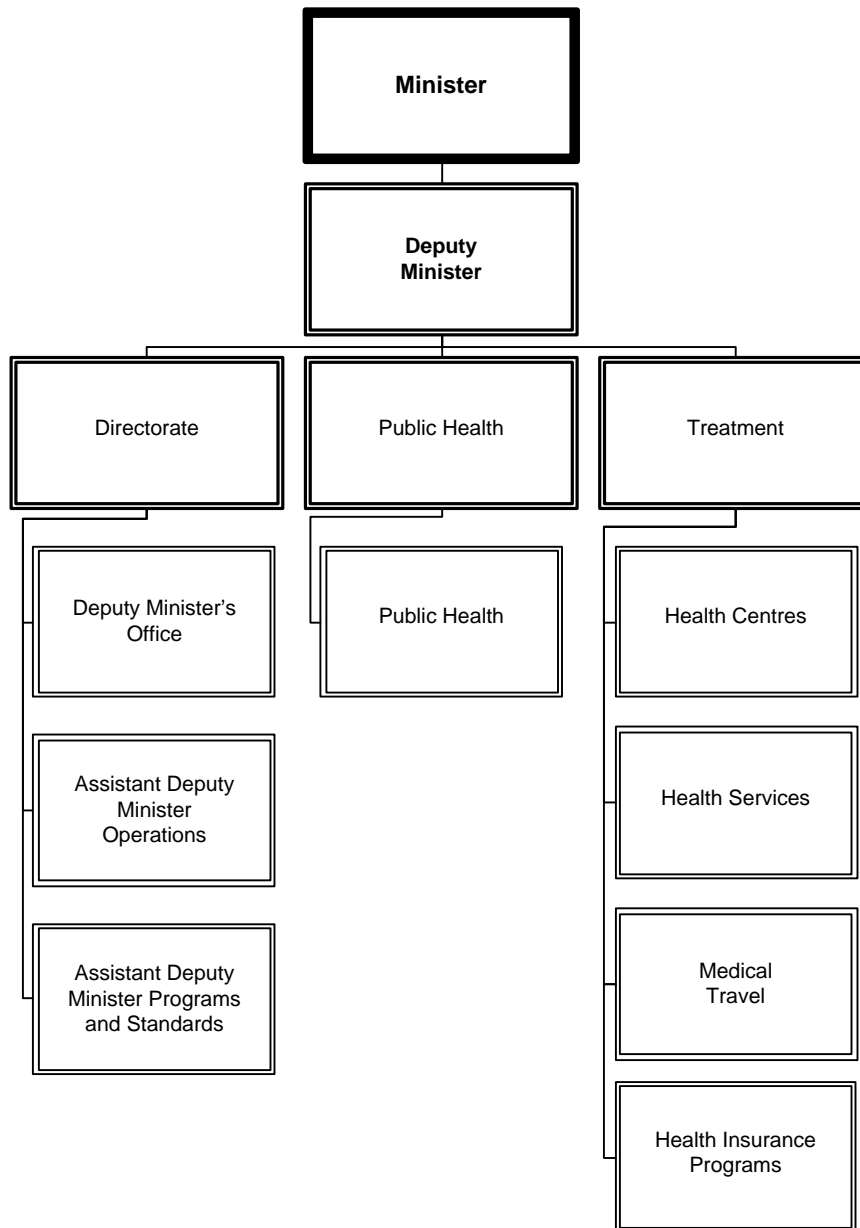 Minister
Deputy
Minister
Directorate
Public Health
Treatment
Deputy Minister’s
Office
Public Health
Health Centres
Assistant Deputy
Minister
Operations
Health Services
Assistant Deputy
Minister Programs
and Standards
Medical
Travel
Health Insurance
Programs